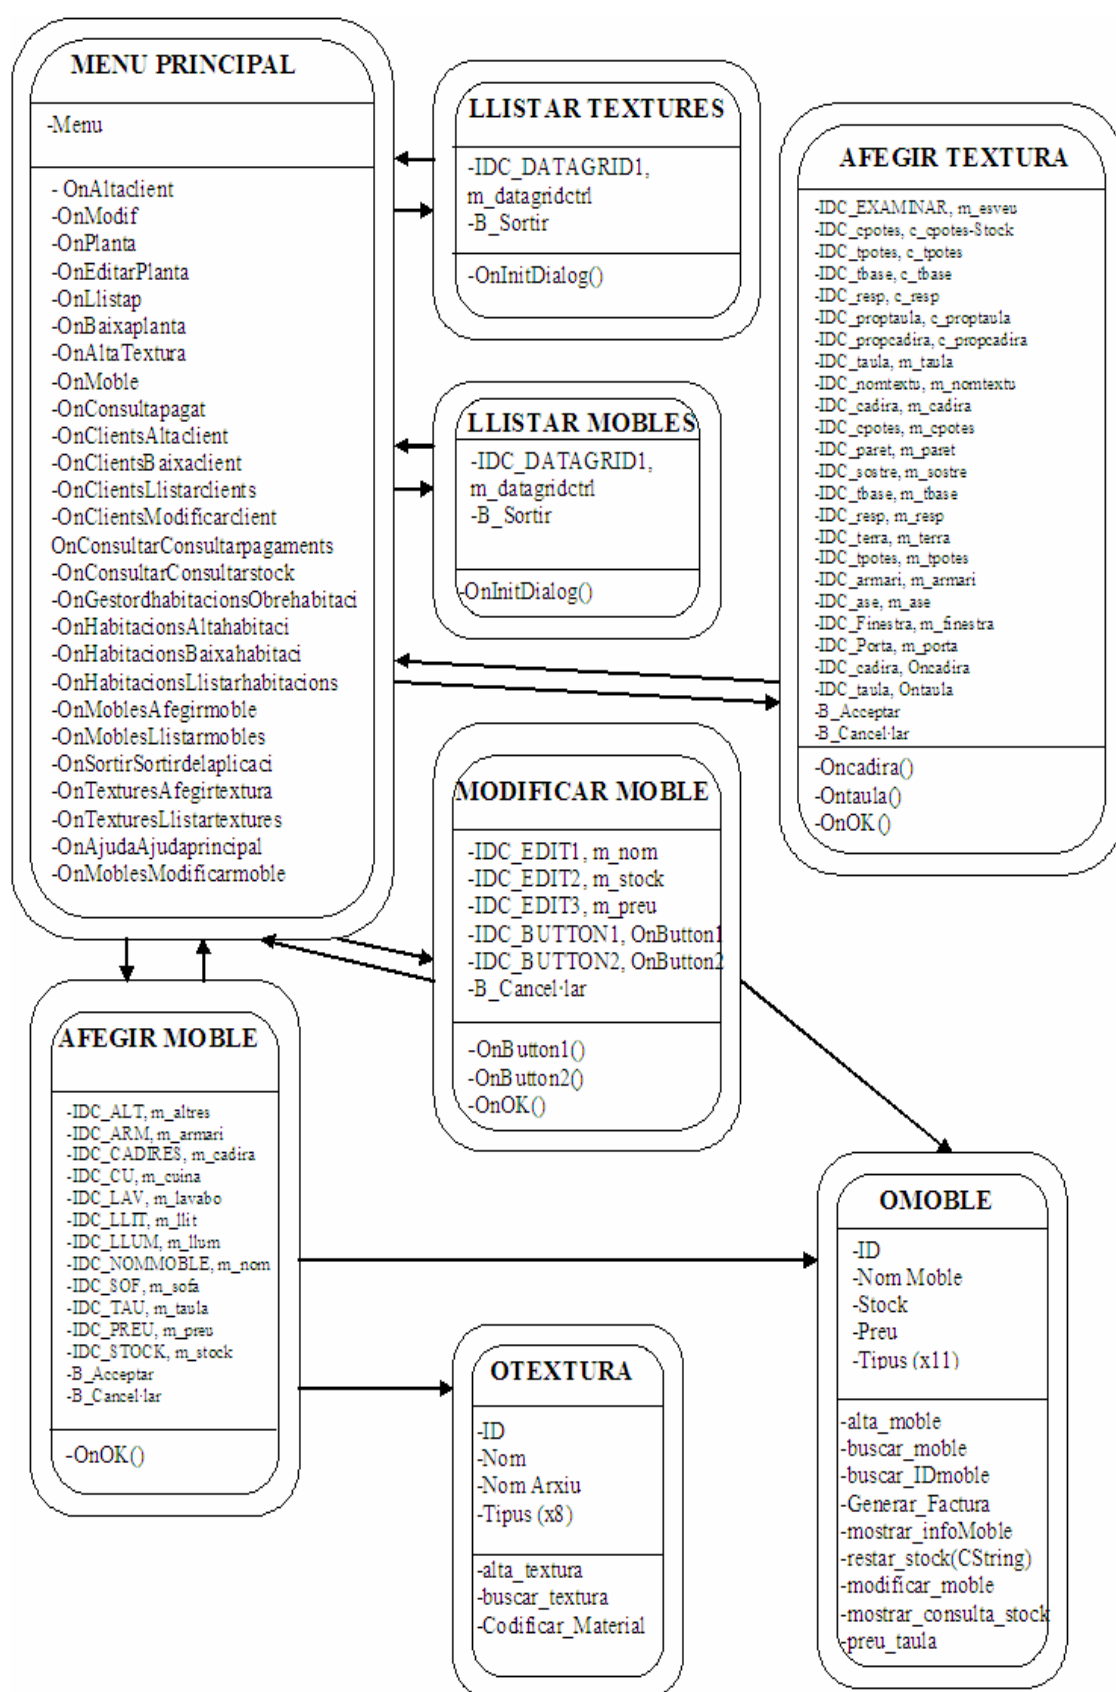 MENU PRINCIPAL
-Menu
- OnAltaclient
-OnModif
-OnPlanta
-OnEditarPlanta
-OnLlistap
-OnBaixaplanta
-OnAltaTextura
-OnMoble
-OnConsultapagat
-OnClientsAltaclient
-OnClientsBaixaclient
-OnClientsLlistarclients
-OnClientsModificarclient
OnConsultarConsultarpagaments
-OnConsultarConsultarstock
-OnGestordhabitacionsObrehabitaci
-OnHabitacionsAltahabitaci
-OnHabitacionsBaixahabitaci
-OnHabitacionsLlistarhabitacions
-OnMoblesAfegirmoble
-OnMoblesLlistarmobles
-OnSortirSortirdelaplicaci
-OnTexturesAfegirtextura
-OnTexturesLlistartextures
-OnAjudaAjudaprincipal
-OnMoblesModificarmoble
LLISTAR TEXTURES
-IDC_DATAGRID1,
m_datagridctrl
-B_Sortir
-OnInitDialog()
LLISTAR MOBLES
-IDC_DATAGRID1,
m_datagridctrl
-B_Sortir
-OnInitDialog()
AFEGIR TEXTURA
-IDC_EXAMINAR, m_esveu
-IDC_cpotes, c_cpotes-Stock
-IDC_tpotes, c_tpotes
-IDC_tbase, c_tbase
-IDC_resp, c_resp
-IDC_proptaula, c_proptaula
-IDC_propcadira, c_propcadira
-IDC_taula, m_taula
-IDC_nomtextu, m_nomtextu
-IDC_cadira, m_cadira
-IDC_cpotes, m_cpotes
-IDC_paret, m_paret
-IDC_sostre, m_sostre
-IDC_tbase, m_tbase
-IDC_resp, m_resp
-IDC_terra, m_terra
-IDC_tpotes, m_tpotes
-IDC_armari, m_armari
-IDC_ase, m_ase
-IDC_Finestra, m_finestra
-IDC_Porta, m_porta
-IDC_cadira, Oncadira
-IDC_taula, Ontaula
-B_Acceptar
-B_Cancel·lar
-Oncadira()
-Ontaula()
-OnOK()
MODIFICAR MOBLE
-IDC_EDIT1, m_nom
-IDC_EDIT2, m_stock
-IDC_EDIT3, m_preu
-IDC_BUTTON1, OnButton1
-IDC_BUTTON2, OnButton2
-B_Cancel·lar
-OnButton1()
-OnButton2()
-OnOK()
AFEGIR MOBLE
-IDC_ALT, m_altres
-IDC_ARM, m_armari
-IDC_CADIRES, m_cadira
-IDC_CU, m_cuina
-IDC_LAV, m_lavabo
-IDC_LLIT, m_llit
-IDC_LLUM, m_llum
-IDC_NOMMOBLE, m_nom
-IDC_SOF, m_sofa
-IDC_TAU, m_taula
-IDC_PREU, m_preu
-IDC_STOCK, m_stock
-B_Acceptar
-B_Cancel·lar
-OnOK()
OTEXTURA
-ID
-Nom
-Nom Arxiu
-Tipus (x8)
-alta_textura
-buscar_textura
-Codificar_Material
OMOBLE
-ID
-Nom Moble
-Stock
-Preu
-Tipus (x11)
-alta_moble
-buscar_moble
-buscar_IDmoble
-Generar_Factura
-mostrar_infoMoble
-restar_stock(CString)
-modificar_moble
-mostrar_consulta_stock
-preu_taula